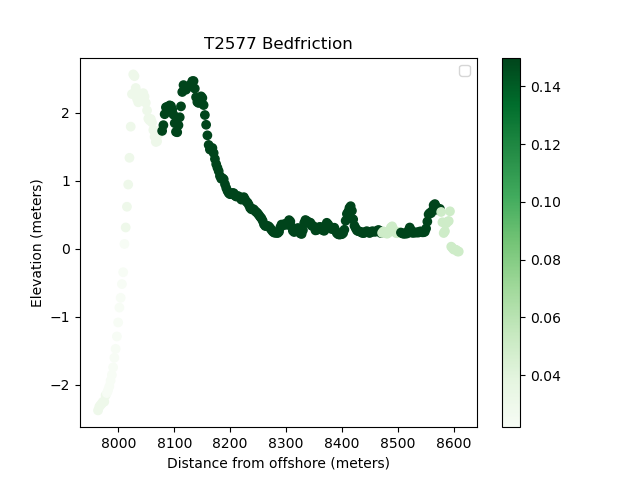 T2577 Bedfriction
Elevation (meters)
2
1
0
−1
−2
8000 8100 8200 8300 8400 8500 8600
Distance from offshore (meters)
0.14
0.12
0.10
0.08
0.06
0.04